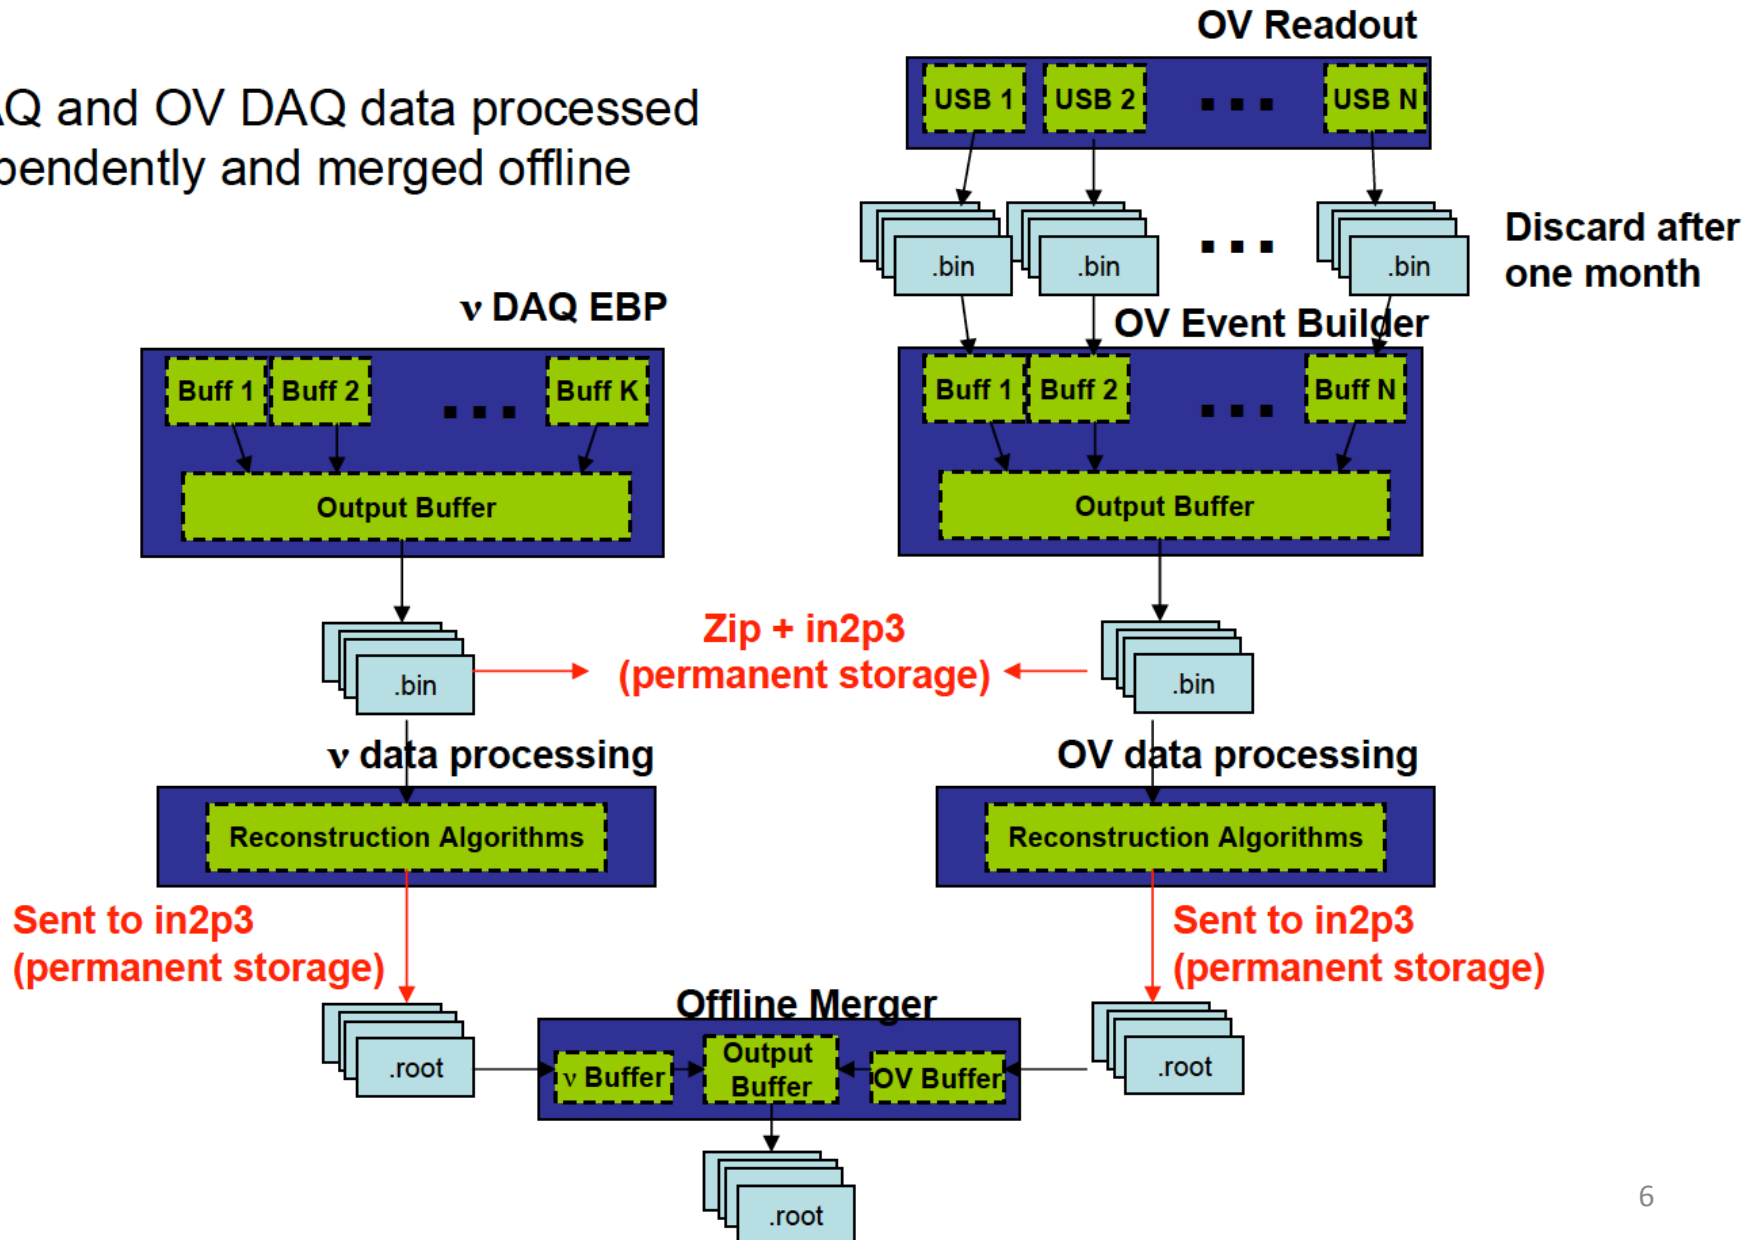 OV Readout
AQ and OV DAQ data processed
pendently and merged offline
USB 1 USB 2 ... USB N
.bin .bin ... .bin
Discard after
one month
ν DAQ EBP
OV Event Builder
Buff 1 Buff 2 ... Buff K
Output Buffer
Buff 1 Buff 2 ... Buff N
Output Buffer
.bin
Zip + in2p3
(permanent storage)
.bin
ν data processing
OV data processing
Reconstruction Algorithms
Reconstruction Algorithms
Sent to in2p3
(permanent storage)
Sent to in2p3
(permanent storage)
Offline Merger
.root
ν Buffer
Output
Buffer
OV Buffer
.root
.root
6